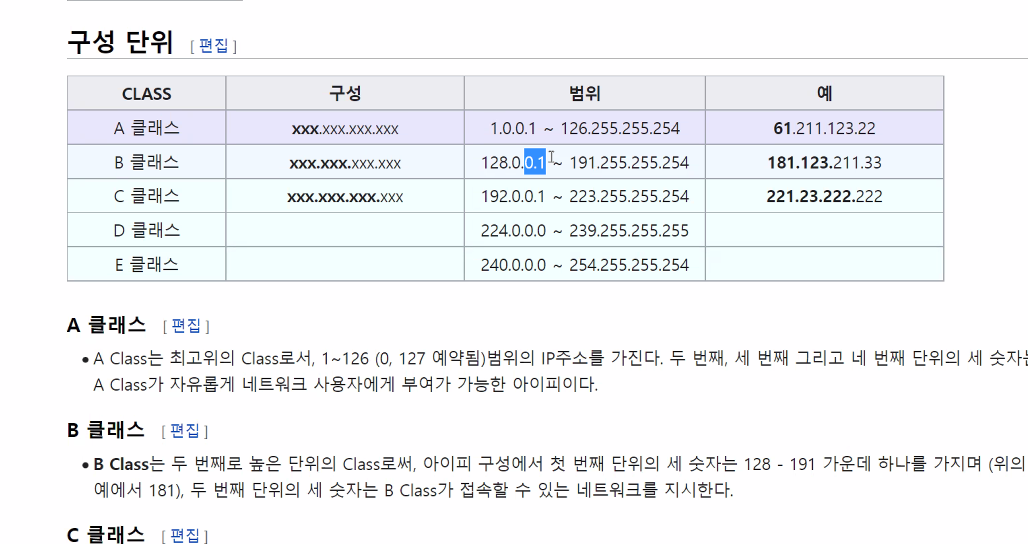 구성 단위 [ 편집 ]
CLASS 구성 범위 예
A 클래스 xxx.xxx.xxx.xxx 1.0.0.1 ~ 126.255.255.254 61.211.123.22
B 클래스 xxx.xxx.xxx.xxx 128.0.0.1 ~ 191.255.255.254 181.123.211.33
C 클래스 xxx.xxx.xxx.xxx 192.0.0.1 ~ 223.255.255.254 221.23.222.222
D 클래스 224.0.0.0 ~ 239.255.255.255
E 클래스 240.0.0.0 ~ 254.255.255.254
A 클래스 [ 편집 ]
• A Class는 최고위의 Class로서, 1~126 (0, 127 예약됨)범위의 IP주소를 가진다. 두 번째, 세 번째 그리고 네 번째 단위의 세 숫자는
A Class가 자유롭게 네트워크 사용자에게 부여가 가능한 아이피이다.
B 클래스 [ 편집 ]
• B Class는 두 번째로 높은 단위의 Class로써, 아이피 구성에서 첫 번째 단위의 세 숫자는 128 - 191 가운데 하나를 가지며 (위의
예에서 181), 두 번째 단위의 세 숫자는 B Class가 접속할 수 있는 네트워크를 지시한다.
C 클래스 [ 편집 ]